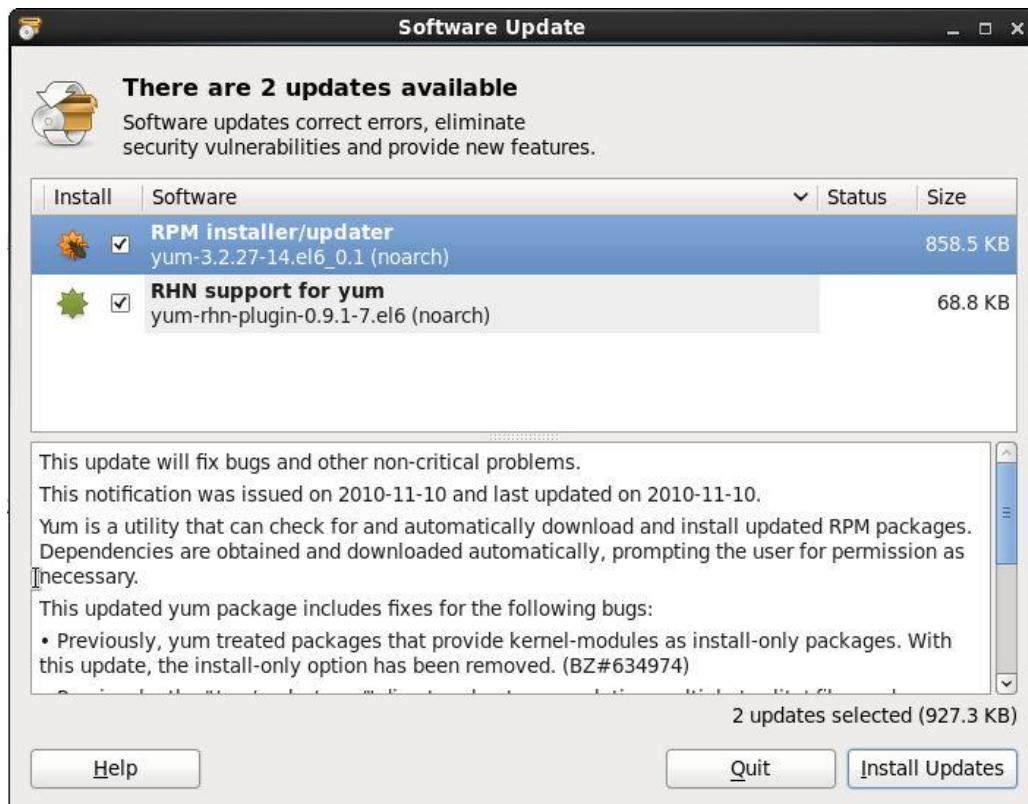 Software Update
There are 2 updates available
Software updates correct errors, eliminate
security vulnerabilities and provide new features.
Install Software Status Size
RPM installer/updater
yum-3.2.27-14.el6_0.1 (noarch) 858.5 KB
RHN support for yum
yum-rhn-plugin-0.9.1-7.el6 (noarch) 68.8 KB
This update will fix bugs and other non-critical problems.
This notification was issued on 2010-11-10 and last updated on 2010-11-10.
Yum is a utility that can check for and automatically download and install updated RPM packages.
Dependencies are obtained and downloaded automatically, prompting the user for permission as
necessary.
This updated yum package includes fixes for the following bugs:
• Previously, yum treated packages that provide kernel-modules as install-only packages. With
this update, the install-only option has been removed. (BZ#634974)
2 updates selected (927.3 KB)
Help Quit Install Updates